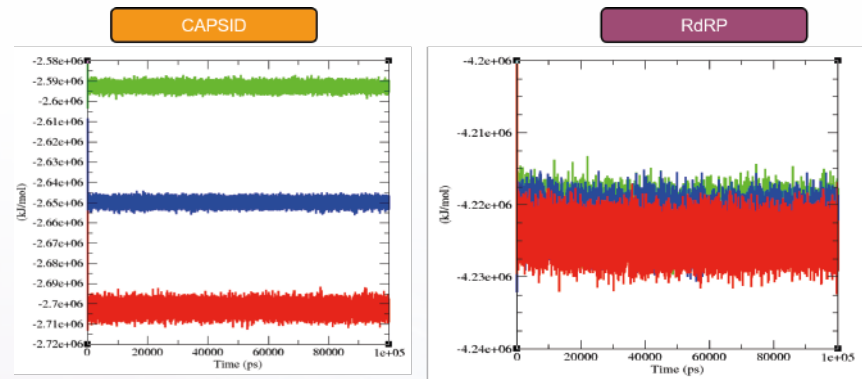 CAPSID
RdRP
-2.58e+06
-2.59e+06
-2.6e+06
-2.61e+06
-2.62e+06
-2.63e+06
-2.64e+06
-2.65e+06
-2.66e+06
-2.67e+06
-2.68e+06
-2.69e+06
-2.7e+06
-2.71e+06
-2.72e+06
(kJ/mol)
0
20000
40000
60000
80000
1e+05
Time (ps)
-4.2e+06
-4.21e+06
-4.22e+06
-4.23e+06
-4.24e+06
(kJ/mol)
0
20000
40000
60000
80000
1e+05
Time (ps)